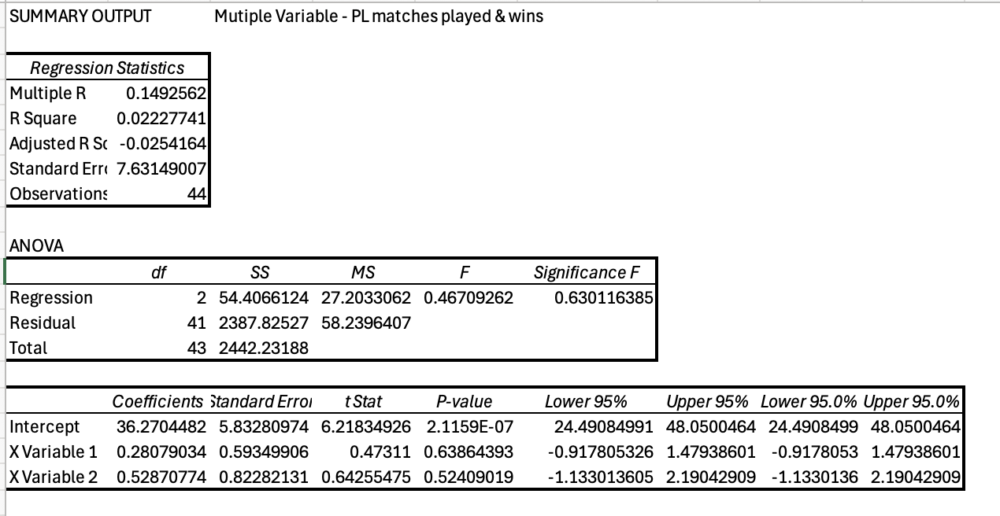 SUMMARY OUTPUT Mutiple Variable - PL matches played & wins
Regression Statistics
Multiple R 0.1492562
R Square 0.02227741
Adjusted R Sq -0.0254164
Standard Erro 7.63149007
Observations 44
ANOVA
df SS MS F Significance F
Regression 2 54.4066124 27.2033062 0.46709262 0.630116385
Residual 41 2387.82527 58.2396407
Total 43 2442.23188
Coefficients Standard Error t Stat P-value Lower 95% Upper 95% Lower 95.0% Upper 95.0%
Intercept 36.2704482 5.83280974 6.21834926 2.1159E-07 24.49084991 48.0500464 24.4908499 48.0500464
X Variable 1 0.28079034 0.59349906 0.47311 0.63864393 -0.917805326 1.47938601 -0.9178053 1.47938601
X Variable 2 0.52870774 0.82282131 0.64255475 0.52409019 -1.133013605 2.19042909 -1.1330136 2.19042909